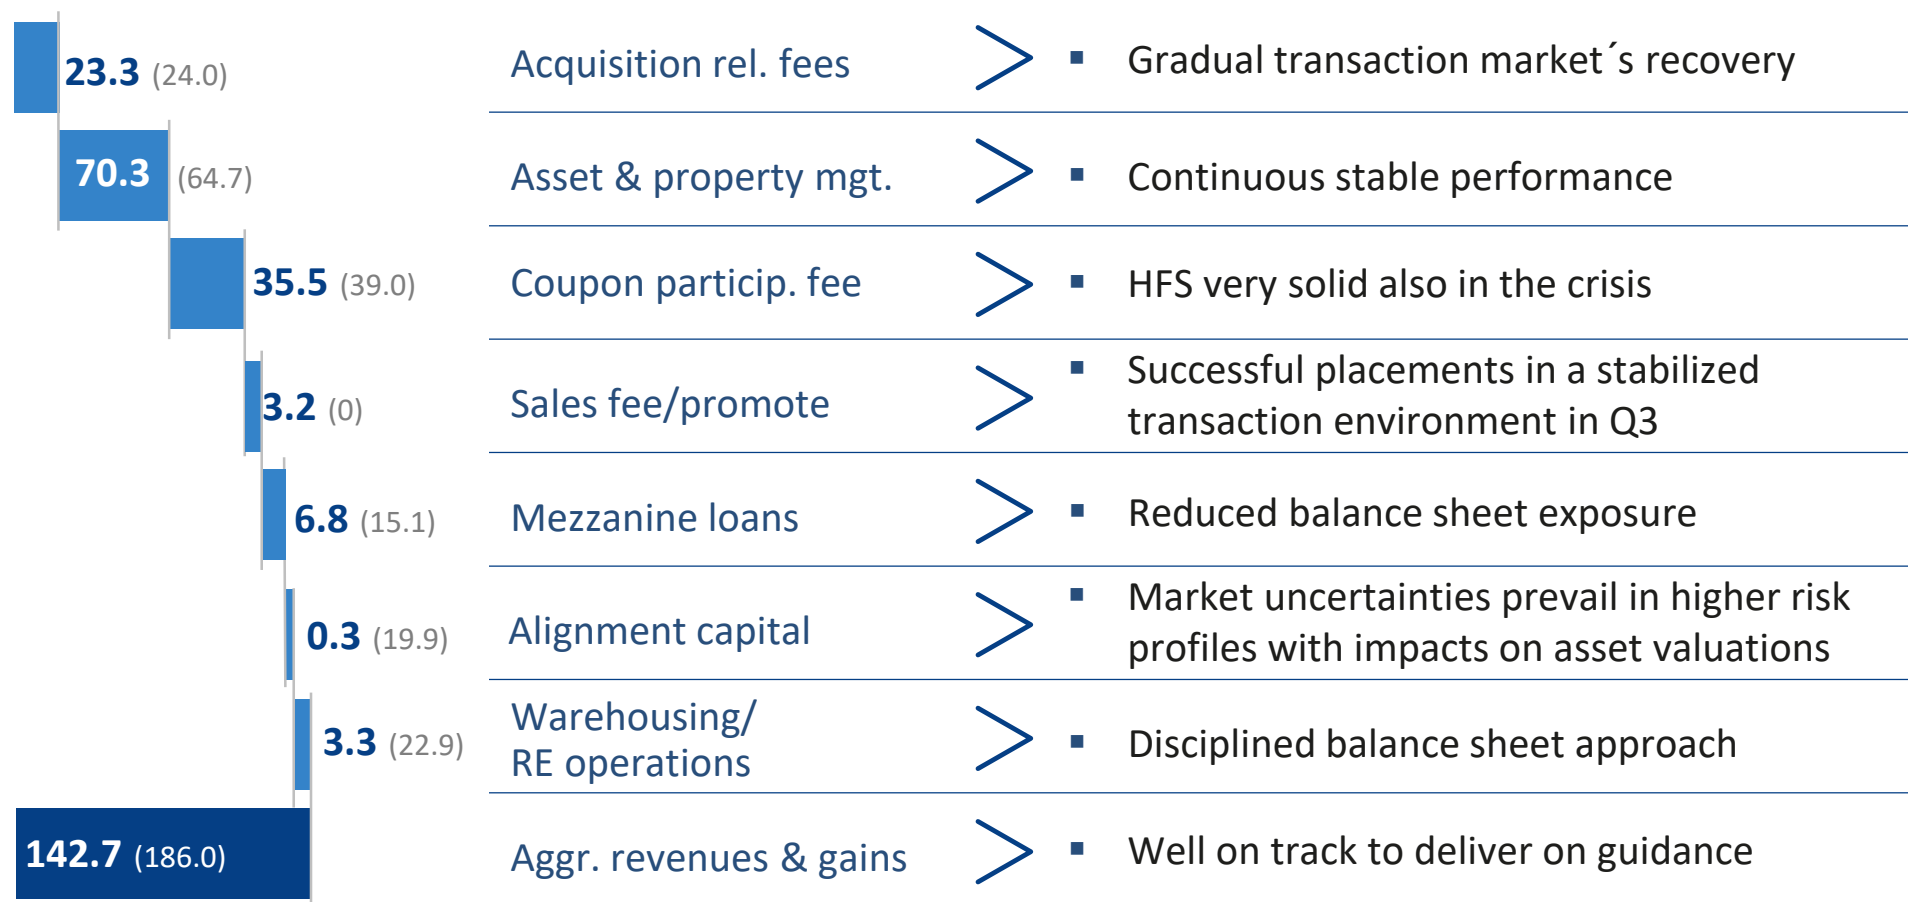 23.3 (24.0) Acquisition rel. fees ▪ Gradual transaction market´s recovery
70.3 (64.7) Asset & property mgt. ▪ Continuous stable performance
35.5 (39.0) Coupon particip. fee ▪ HFS very solid also in the crisis
3.2 (0) Sales fee/promote ▪ Successful placements in a stabilized
transaction environment in Q3
6.8 (15.1) Mezzanine loans ▪ Reduced balance sheet exposure
0.3 (19.9) Alignment capital ▪ Market uncertainties prevail in higher risk
profiles with impacts on asset valuations
3.3 (22.9) Warehousing/
RE operations ▪ Disciplined balance sheet approach
142.7 (186.0) Aggr. revenues & gains ▪ Well on track to deliver on guidance